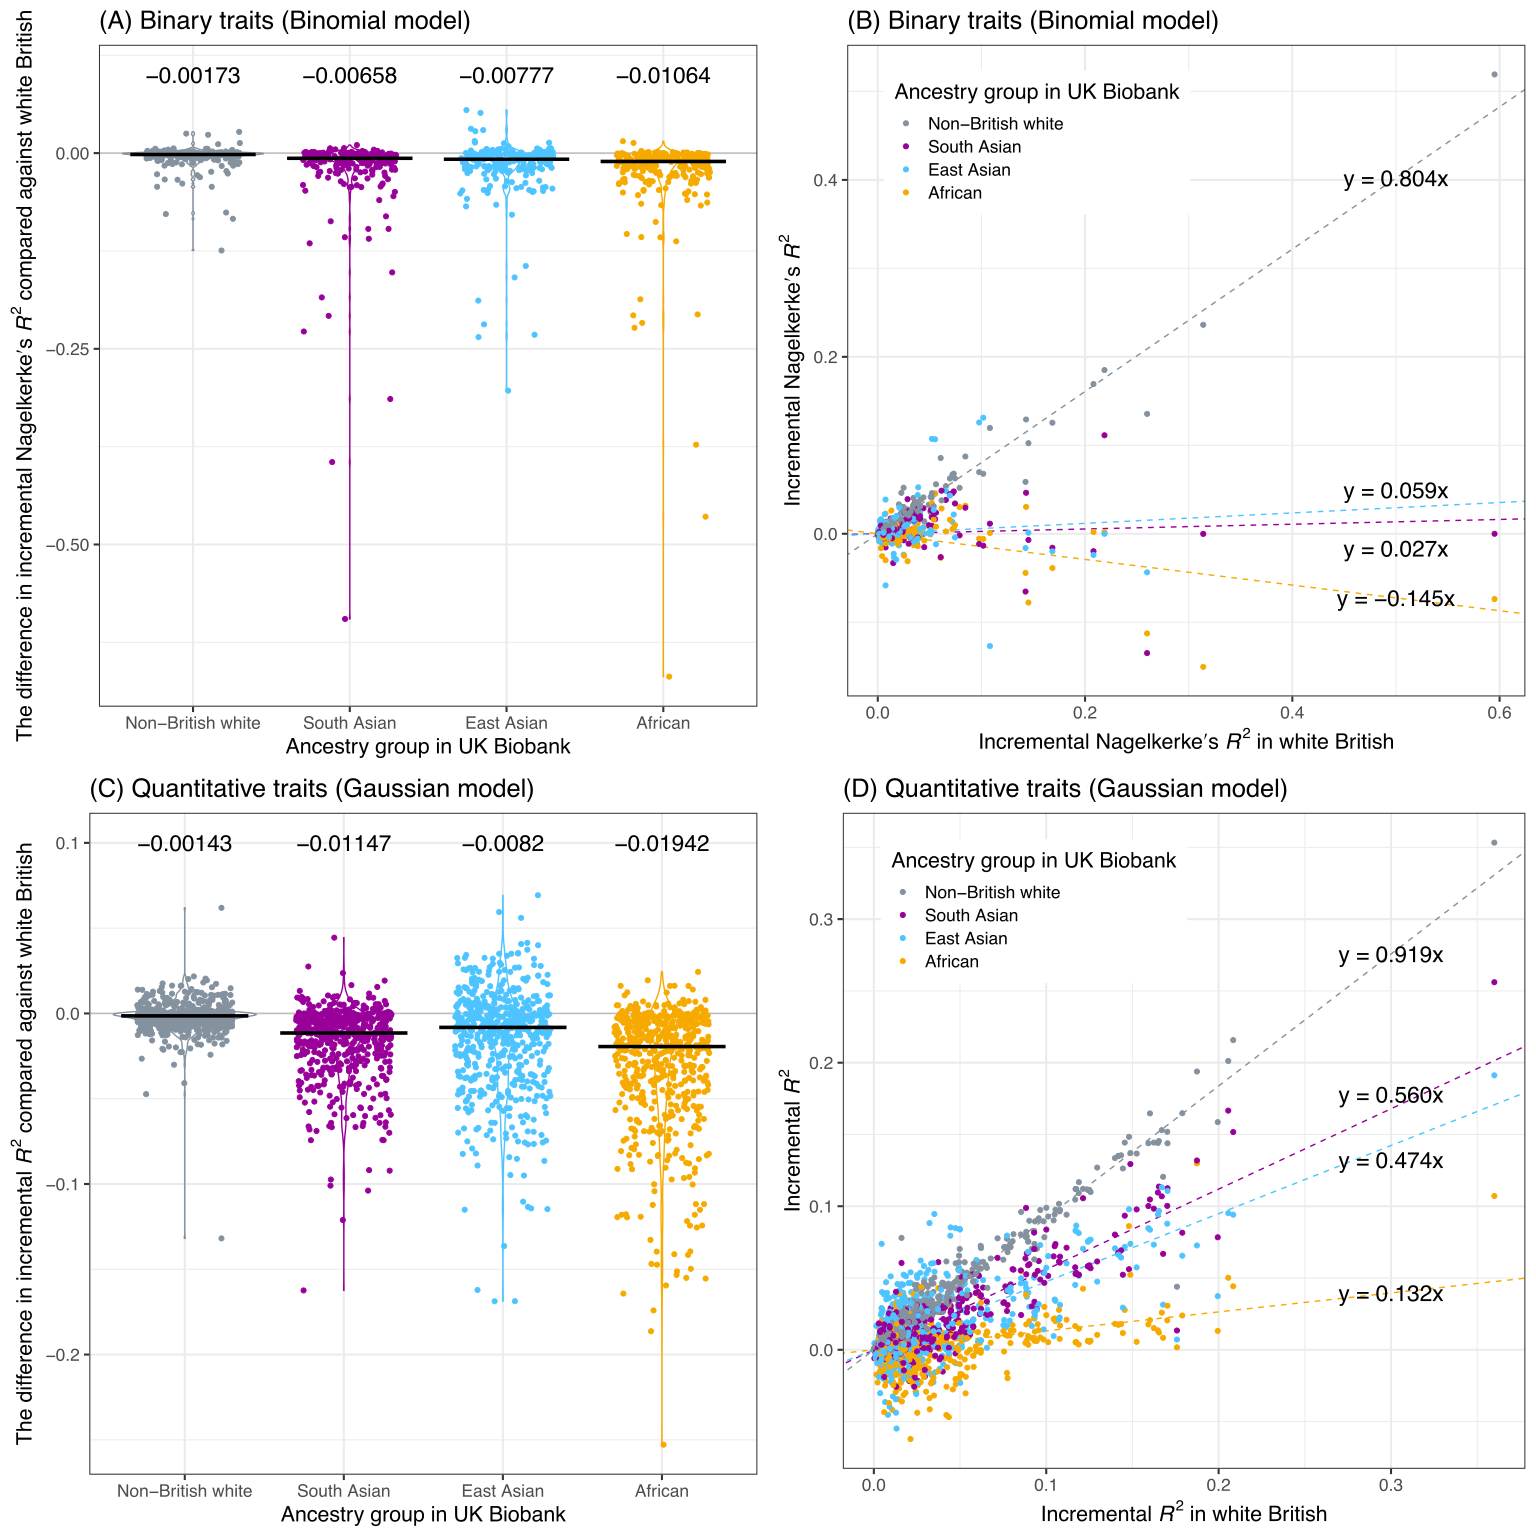 (A) Binary traits (Binomial model)
The difference in incremental Nagelkerke′s R² compared against white British
−0.00173 −0.00658 −0.00777 −0.01064
0.00
−0.25
−0.50
Non−British white South Asian East Asian African
Ancestry group in UK Biobank
(B) Binary traits (Binomial model)
Incremental Nagelkerke′s R²
Ancestry group in UK Biobank
Non−British white
South Asian
East Asian
African
y = 0.804x
y = 0.059x
y = 0.027x
y = −0.145x
0.4
0.2
0.0
0.0 0.2 0.4 0.6
Incremental Nagelkerke′s R² in white British
(C) Quantitative traits (Gaussian model)
The difference in incremental R² compared against white British
−0.00143 −0.01147 −0.0082 −0.01942
0.1
0.0
−0.1
−0.2
Non−British white South Asian East Asian African
Ancestry group in UK Biobank
(D) Quantitative traits (Gaussian model)
Incremental R²
Ancestry group in UK Biobank
Non−British white
South Asian
East Asian
African
y = 0.919x
y = 0.560x
y = 0.474x
y = 0.132x
0.3
0.2
0.1
0.0
0.0 0.1 0.2 0.3
Incremental R² in white British